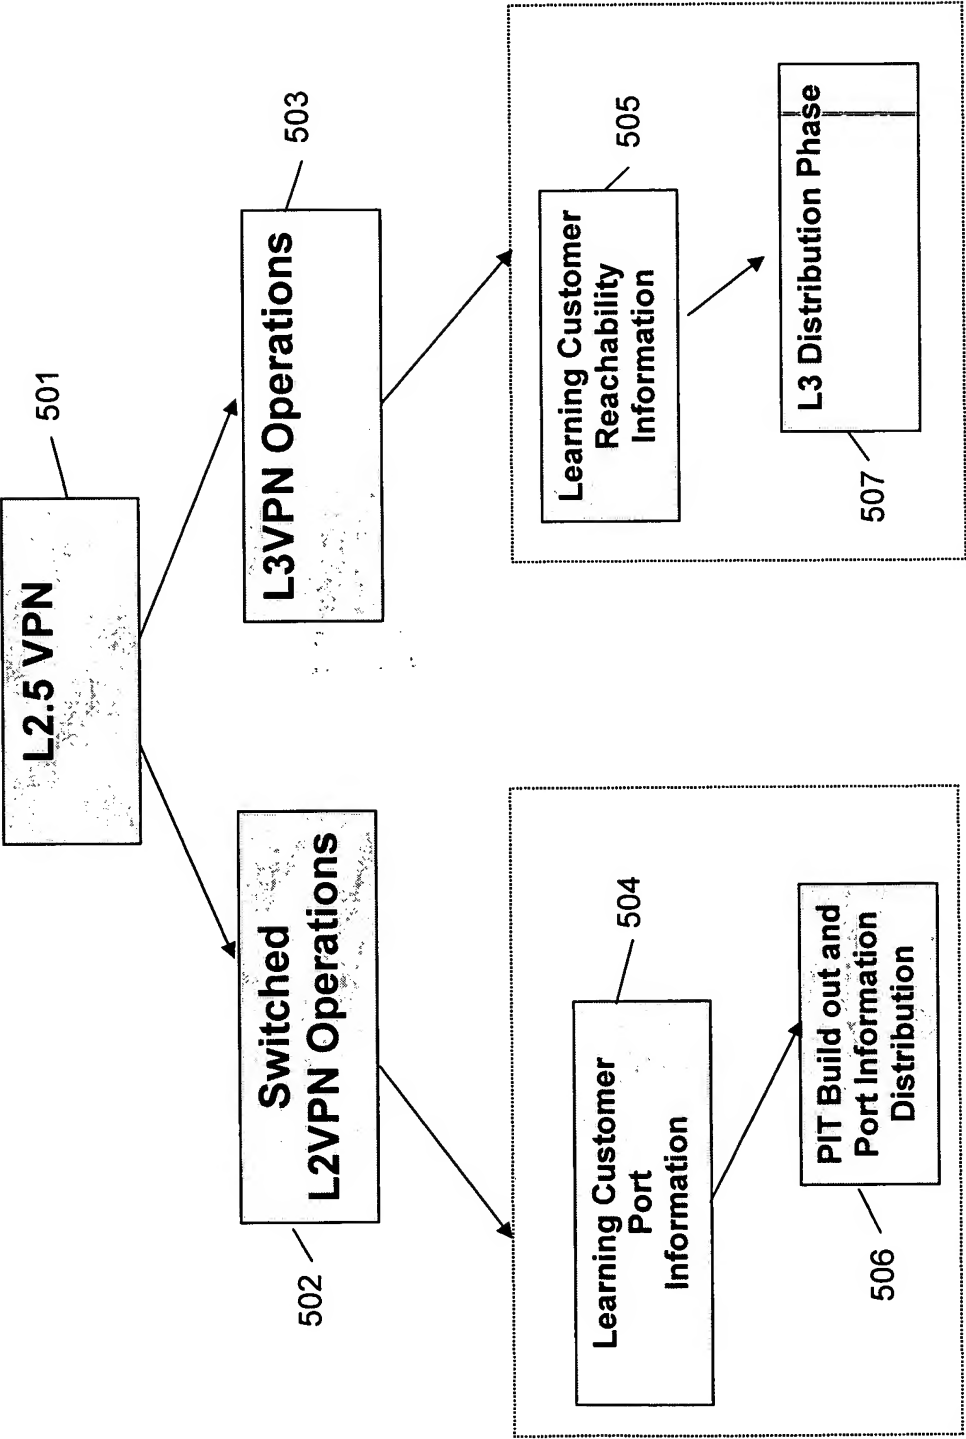 L2.5 VPN
501
Switched
L2VPN Operations
502
L3VPN Operations
503
Learning Customer
Port
Information
504
PIT Build out and
Port Information
Distribution
506
Learning Customer
Reachability
Information
505
L3 Distribution Phase
507